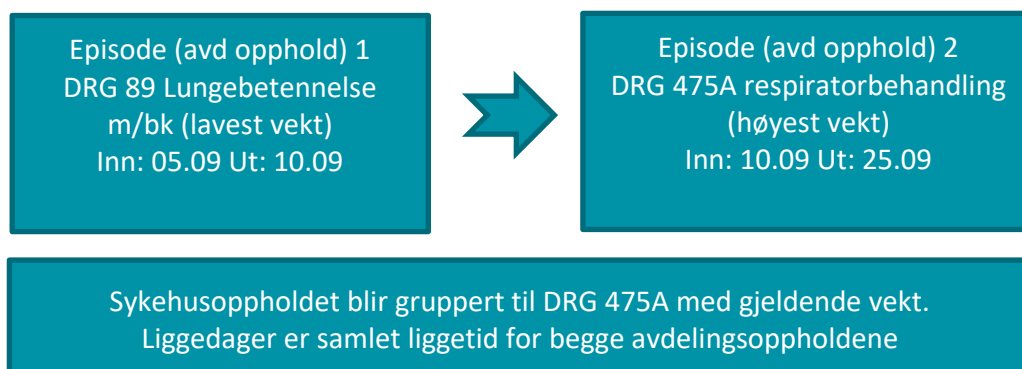 Episode (avd opphold) 1
DRG 89 Lungebetennelse
m/bk (lavest vekt)
Inn: 05.09 Ut: 10.09
Episode (avd opphold) 2
DRG 475A respiratorbehandling
(høyest vekt)
Inn: 10.09 Ut: 25.09
Sykehusoppholdet blir gruppert til DRG 475A med gjeldende vekt.
Liggedager er samlet liggetid for begge avdelingsoppholdene